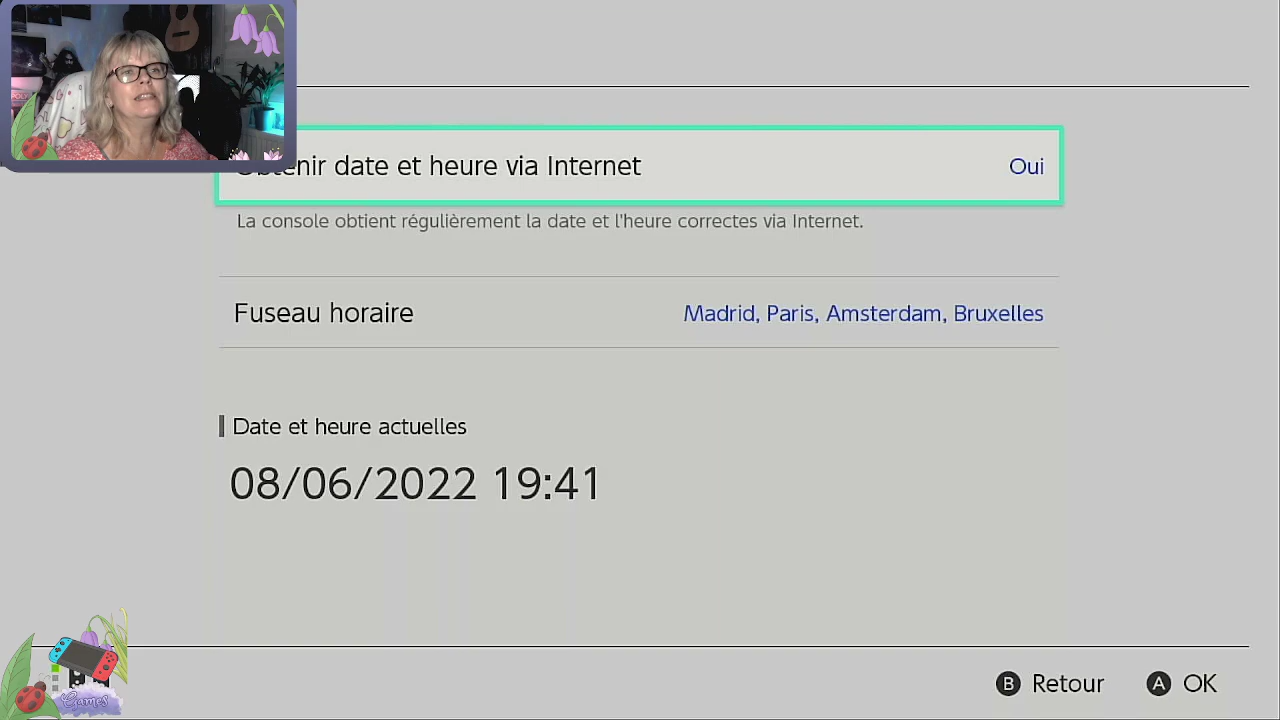 Obtenir date et heure via Internet
Oui
La console obtient régulièrement la date et l'heure correctes via Internet.
Fuseau horaire
Madrid, Paris, Amsterdam, Bruxelles
Date et heure actuelles
08/06/2022 19:41
Games
B Retour
A OK